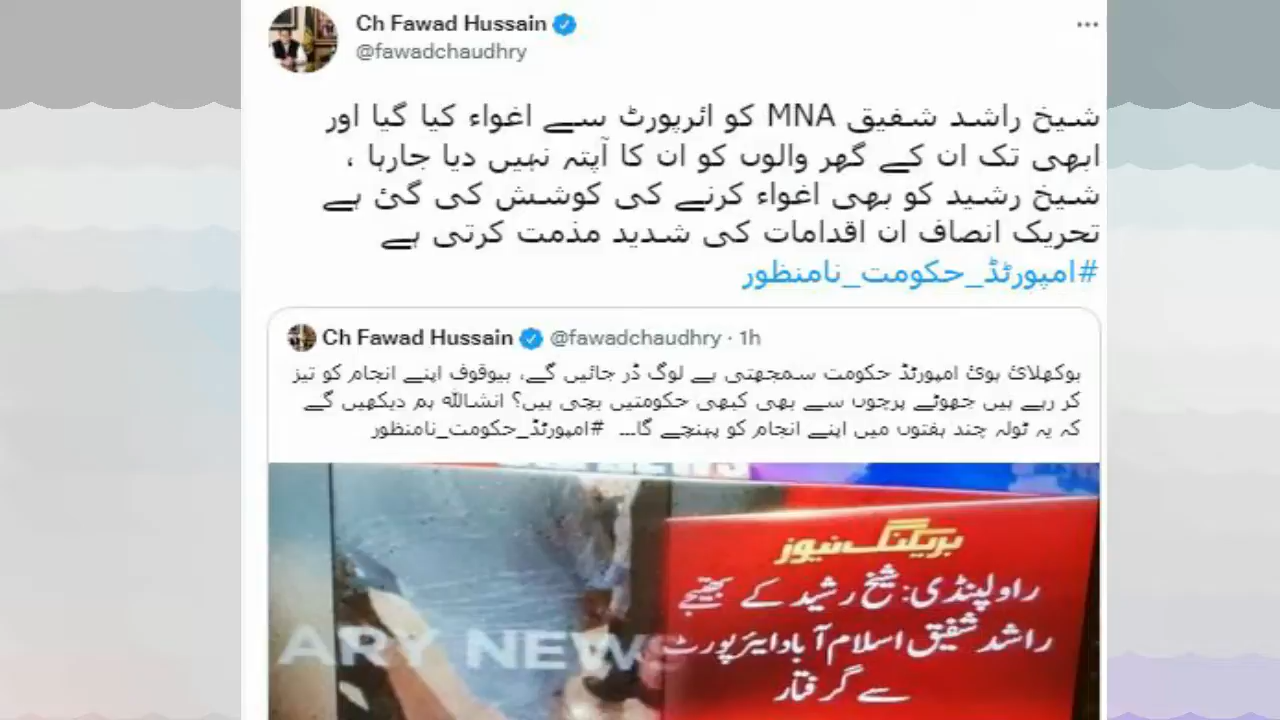 Ch Fawad Hussain
@fawadchaudhry
شیخ راشد شفیق MNA کو ائرپورٹ سے اغواء کیا گیا اور
ابھی تک ان کے گھر والوں کو ان کا آپتہ نہیں دیا جارہا ،
شیخ رشید کو بھی اغواء کرنے کی کوشش کی گئ ہے
تحریک انصاف ان اقدامات کی شدید مذمت کرتی ہے
#امپورٹڈ_حکومت_نامنظور
Ch Fawad Hussain @fawadchaudhry · 1h
بوکھلائ ہوئ امپورٹڈ حکومت سمجھتی ہے لوگ ڈر جائیں گے، بیوقوف اپنے انجام کو تیز
کر رہے ہیں جھوٹے پرچوں سے بھی کبھی حکومتیں بچی ہیں؟ انشاﷲ ہم دیکھیں گے
کہ یہ ٹولہ چند ہفتوں میں اپنے انجام کو پہنچے گا۔۔۔ #امپورٹڈ_حکومت_نامنظور
بریکنگ نیوز
راولپنڈی: شیخ رشید کے بھتیجے
راشد شفیق اسلام آباد ایئرپورٹ
سے گرفتار
ARY NEWS